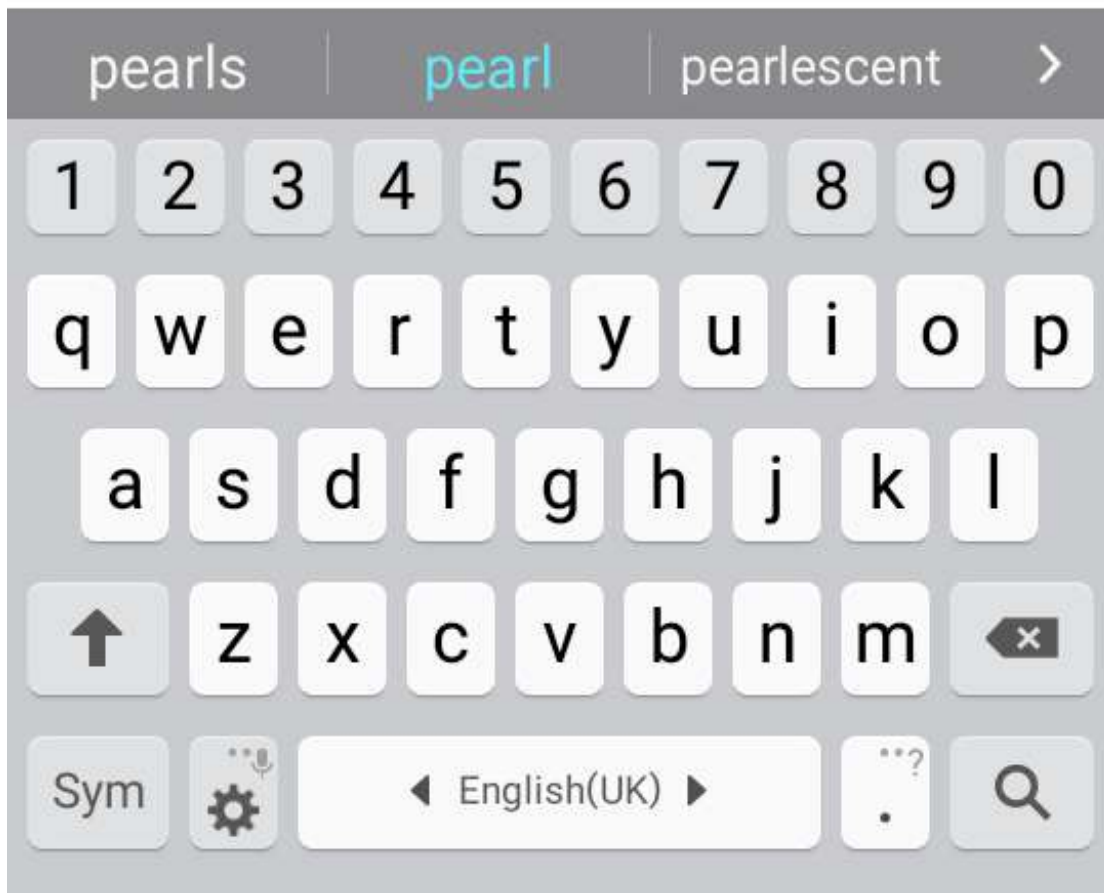 pearls pearl pearlescent
1 2 3 4 5 6 7 8 9 0
q w e r t y u i o p
a s d f g h j k l
z x c v b n m
Sym English(UK) . ?